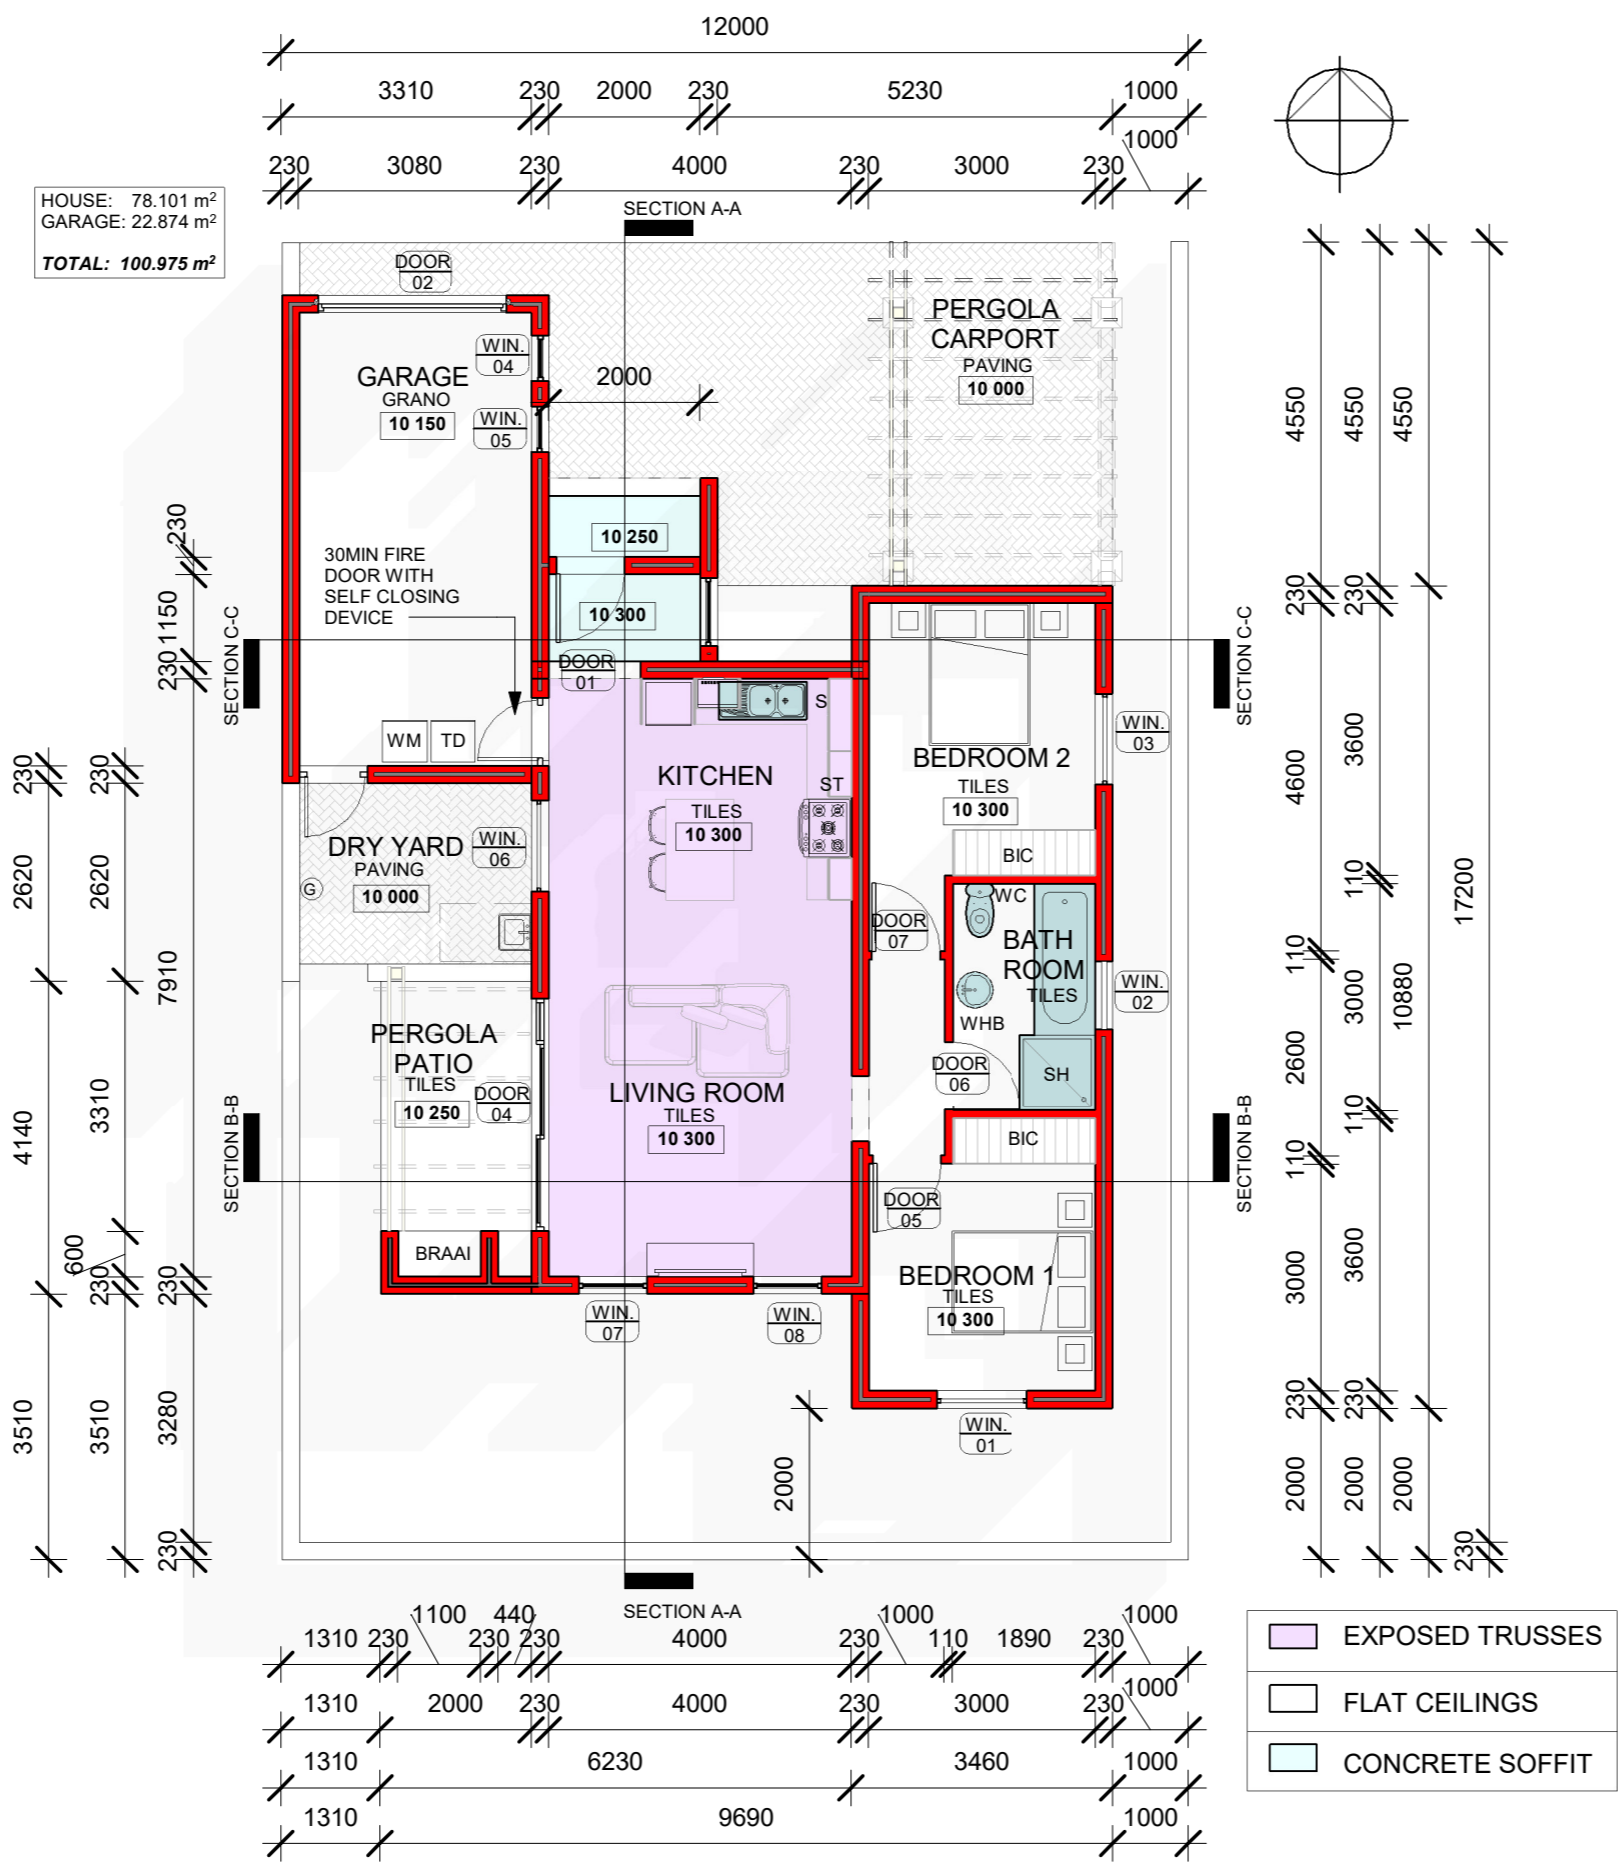 12000
3310 230 2000 230 5230 1000
1000
230 3080 230 4000 230 3000 230
HOUSE: 78.101 m²
GARAGE: 22.874 m²
TOTAL: 100.975 m²
SECTION A-A
DOOR
02
PERGOLA
CARPORT
PAVING
10 000
WIN.
04
GARAGE
GRANO
10 150
2000
WIN.
05
10 250
30MIN FIRE
DOOR WITH
SELF CLOSING
DEVICE
10 300
DOOR
01
SECTION C-C
SECTION C-C
WM
TD
S
KITCHEN
TILES
10 300
ST
BEDROOM 2
TILES
10 300
WIN.
03
DRY YARD
PAVING
10 000
WIN.
06
G
BIC
WC
DOOR
07
BATH
ROOM
TILES
WIN.
02
WHB
DOOR
06
SH
PERGOLA
PATIO
TILES
10 250
DOOR
04
LIVING ROOM
TILES
10 300
BIC
SECTION B-B
SECTION B-B
DOOR
05
BRAAI
BEDROOM 1
TILES
10 300
WIN.
07
WIN.
08
WIN.
01
2000
230
2620
4140
3510
230
2620
3310
600
230
3510
230
1150
230
7910
230
3280
230
4550
230
4600
110
2600
110
3000
230
2000
4550
230
3600
110
3000
110
3600
230
2000
4550
10880
2000
17200
230
SECTION A-A
1100 440 1000 1000
1310 230 230 230 4000 230 110 1890 230
1310 2000 230 4000 230 3000 230 1000
1310 6230 3460 1000
1310 9690 1000
EXPOSED TRUSSES
FLAT CEILINGS
CONCRETE SOFFIT